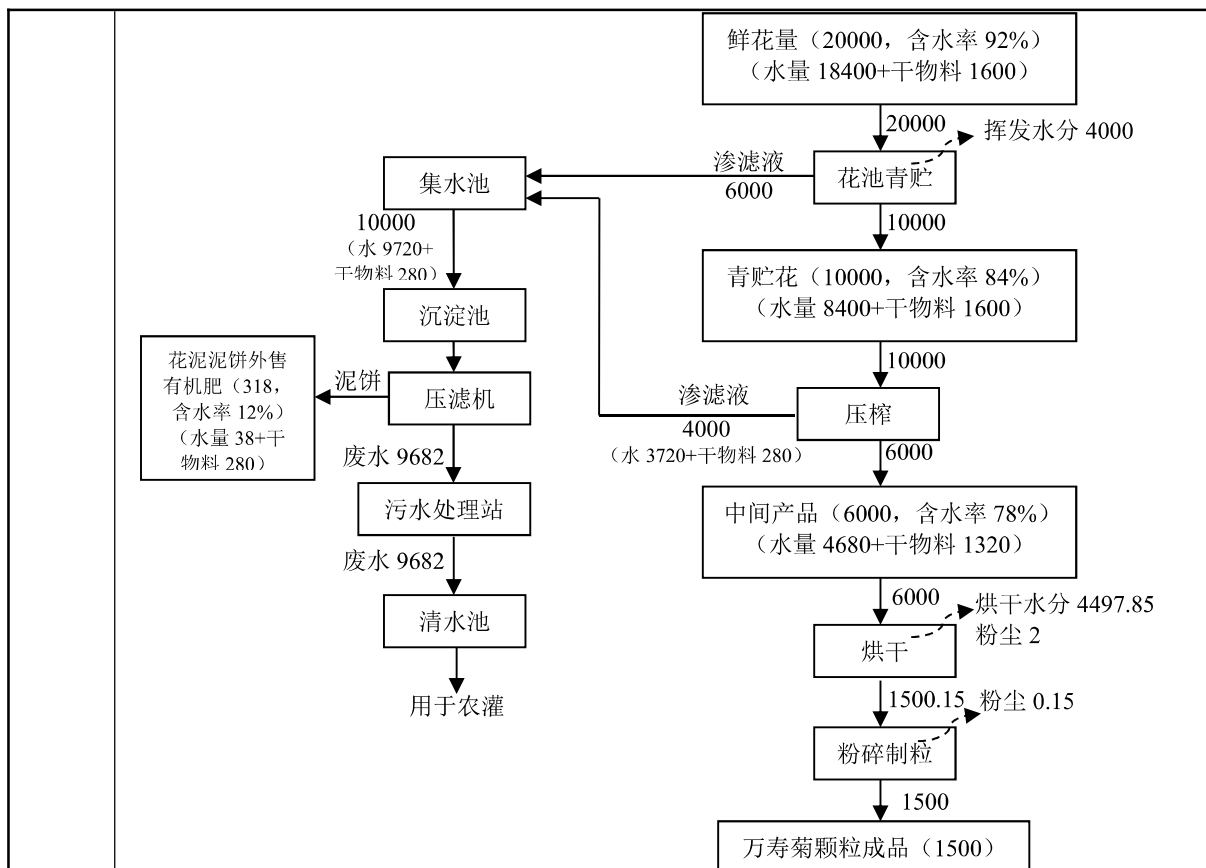 鲜花量（20000，含水率 92%）
（水量 18400+干物料 1600）
20000
挥发水分 4000
花池青贮
渗滤液
6000
集水池
10000
（水 9720+
干物料 280）
10000
青贮花（10000，含水率 84%）
（水量 8400+干物料 1600）
沉淀池
10000
花泥泥饼外售
有机肥（318，
含水率 12%）
（水量 38+干
物料 280）
泥饼
压滤机
渗滤液
4000
（水 3720+干物料 280）
压榨
6000
废水 9682
污水处理站
中间产品（6000，含水率 78%）
（水量 4680+干物料 1320）
废水 9682
6000
烘干水分 4497.85
粉尘 2
清水池
烘干
用于农灌
1500.15
粉尘 0.15
粉碎制粒
1500
万寿菊颗粒成品（1500）